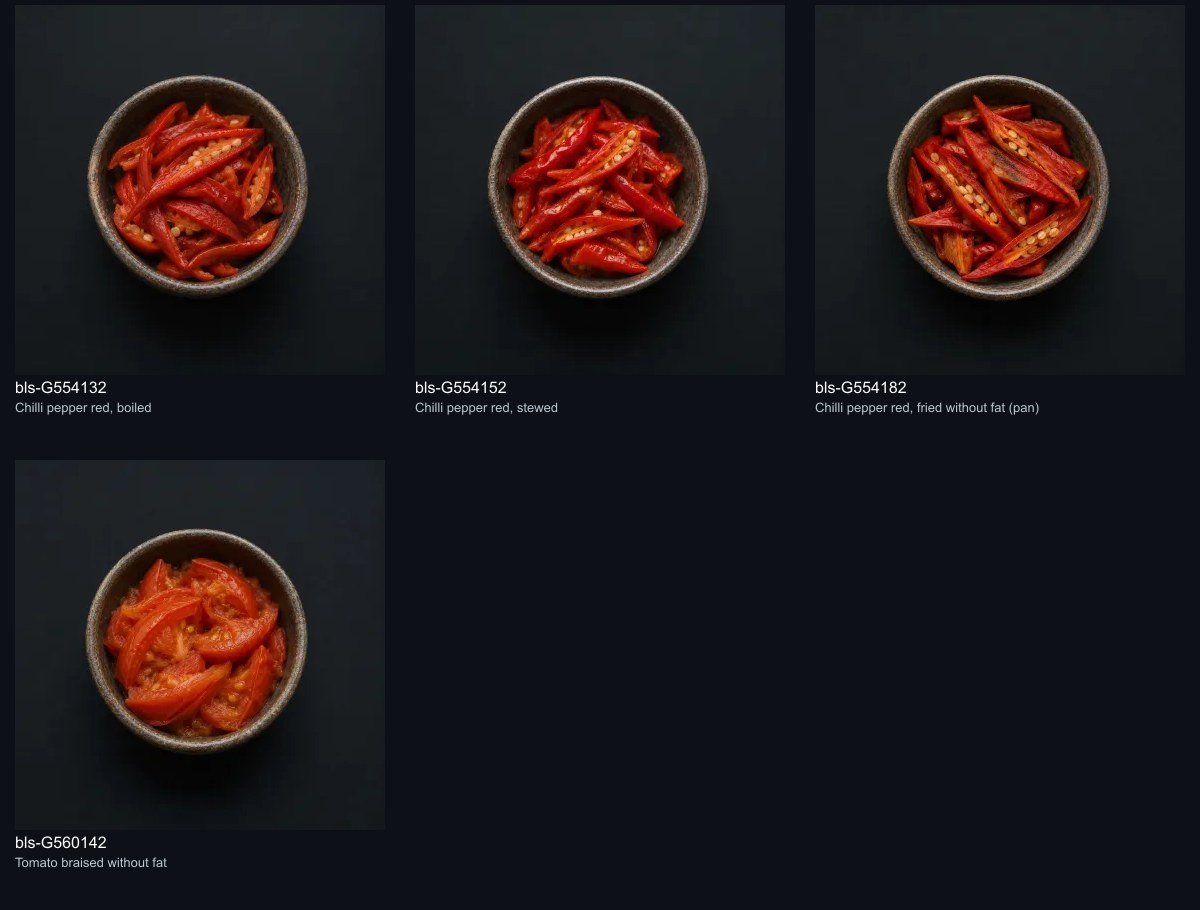 bls-G554132
Chilli pepper red, boiled
bls-G554152
Chilli pepper red, stewed
bls-G554182
Chilli pepper red, fried without fat (pan)
bls-G560142
Tomato braised without fat